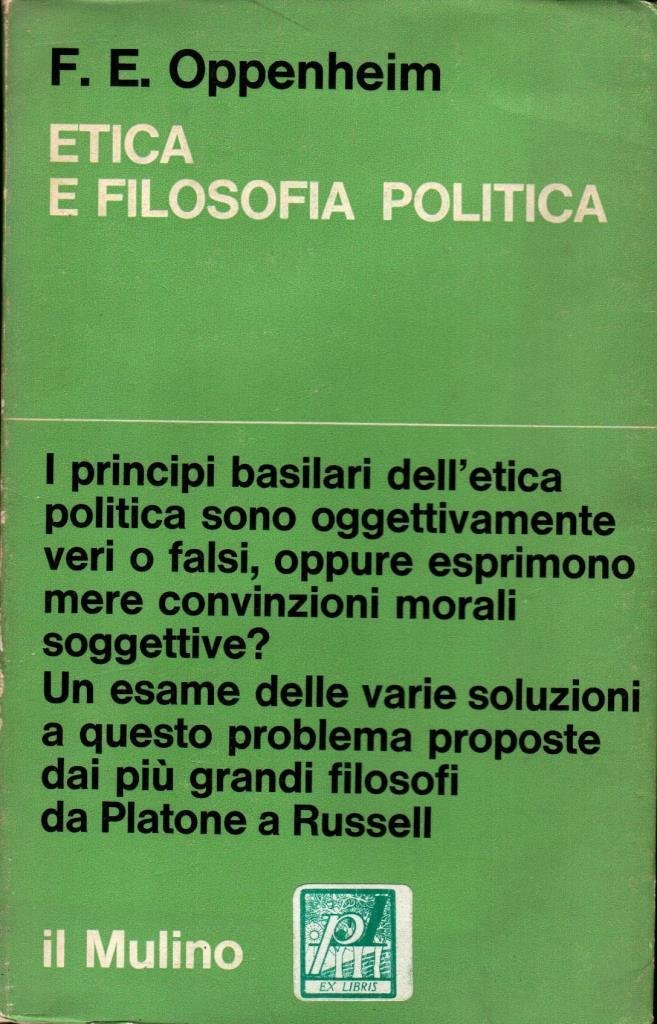 F. E. Oppenheim
ETICA
E FILOSOFIA POLITICA
I principi basilari dell'etica
politica sono oggettivamente
veri o falsi, oppure esprimono
mere convinzioni morali
soggettive?
Un esame delle varie soluzioni
a questo problema proposte
dai più grandi filosofi
da Platone a Russell
il Mulino
EX LIBRIS